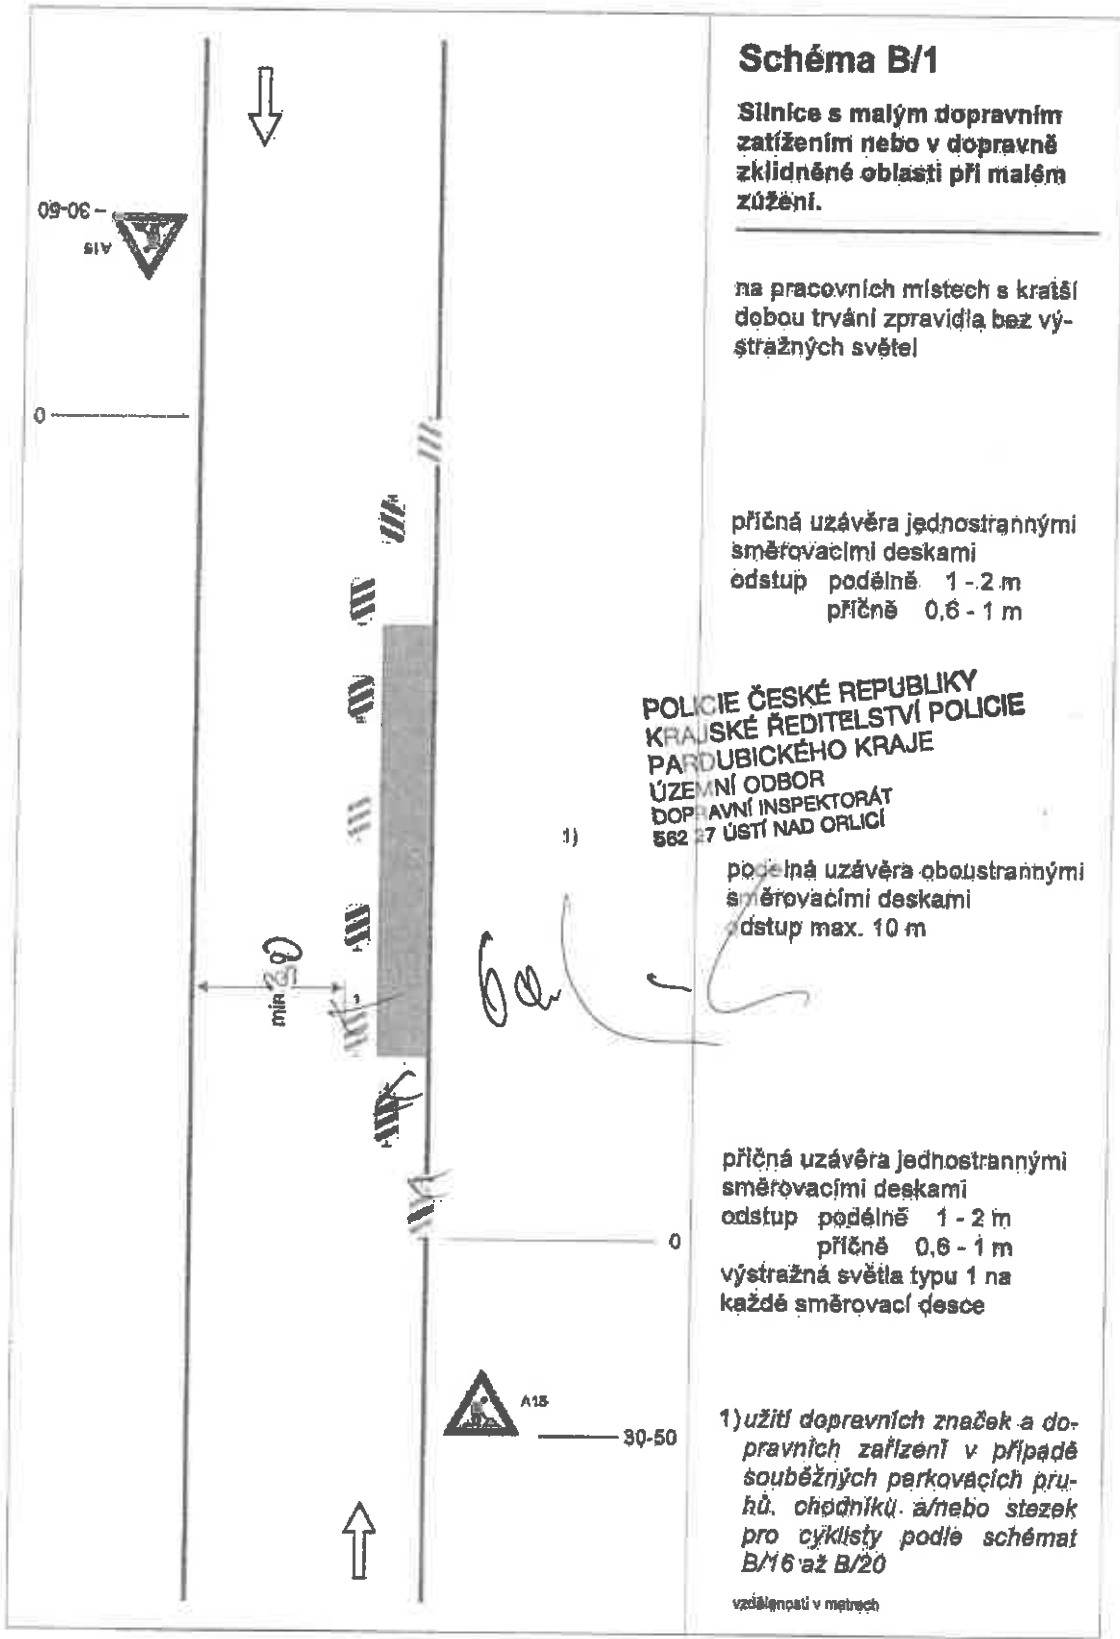 Schéma B/1
Silnice s malým dopravním
zatížením nebo v dopravně
zklidněné oblasti při malém
zúžení.
30-50
A15
0
na pracovních místech s kratší
dobou trvání zpravidla bez vý-
stražných světel
příčná uzávěra jednostrannými
směrovacími deskami
odstup podélně 1 - 2 m
příčně 0,6 - 1 m
POLICIE ČESKÉ REPUBLIKY
KRAJSKÉ ŘEDITELSTVÍ POLICIE
PARDUBICKÉHO KRAJE
ÚZEMNÍ ODBOR
DOPRAVNÍ INSPEKTORÁT
562 27 ÚSTÍ NAD ORLICÍ
1)
podelná uzávěra oboustrannými
směrovacími deskami
odstup max. 10 m
min
příčná uzávěra jednostrannými
směrovacími deskami
odstup podélně 1 - 2 m
příčně 0,6 - 1 m
výstražná světla typu 1 na
každé směrovací desce
0
A15
30-50
1) užití dopravních značek a do-
pravních zařízení v případě
souběžných parkovacích pru-
hů, chodníků a/nebo stezek
pro cyklisty podle schémat
B/16 až B/20
vzdálenosti v metrech